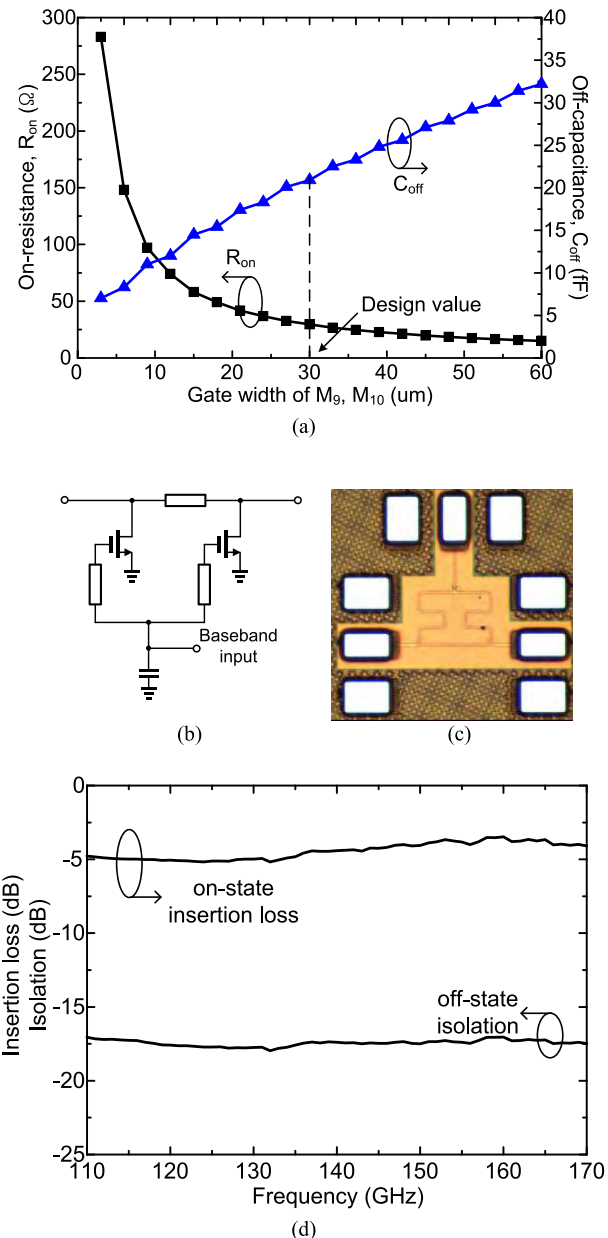 On-resistance, Ron (Ω)
300
250
200
150
100
50
0
40
35
30
25
20
15
10
5
0
Off-capacitance, Coff (fF)
Coff
Ron
Design value
0 10 20 30 40 50 60
Gate width of M9, M10 (um)
(a)
Baseband
input
(b)
(c)
Insertion loss (dB)
Isolation (dB)
0
-5
-10
-15
-20
-25
on-state
insertion loss
off-state
isolation
110 120 130 140 150 160 170
Frequency (GHz)
(d)